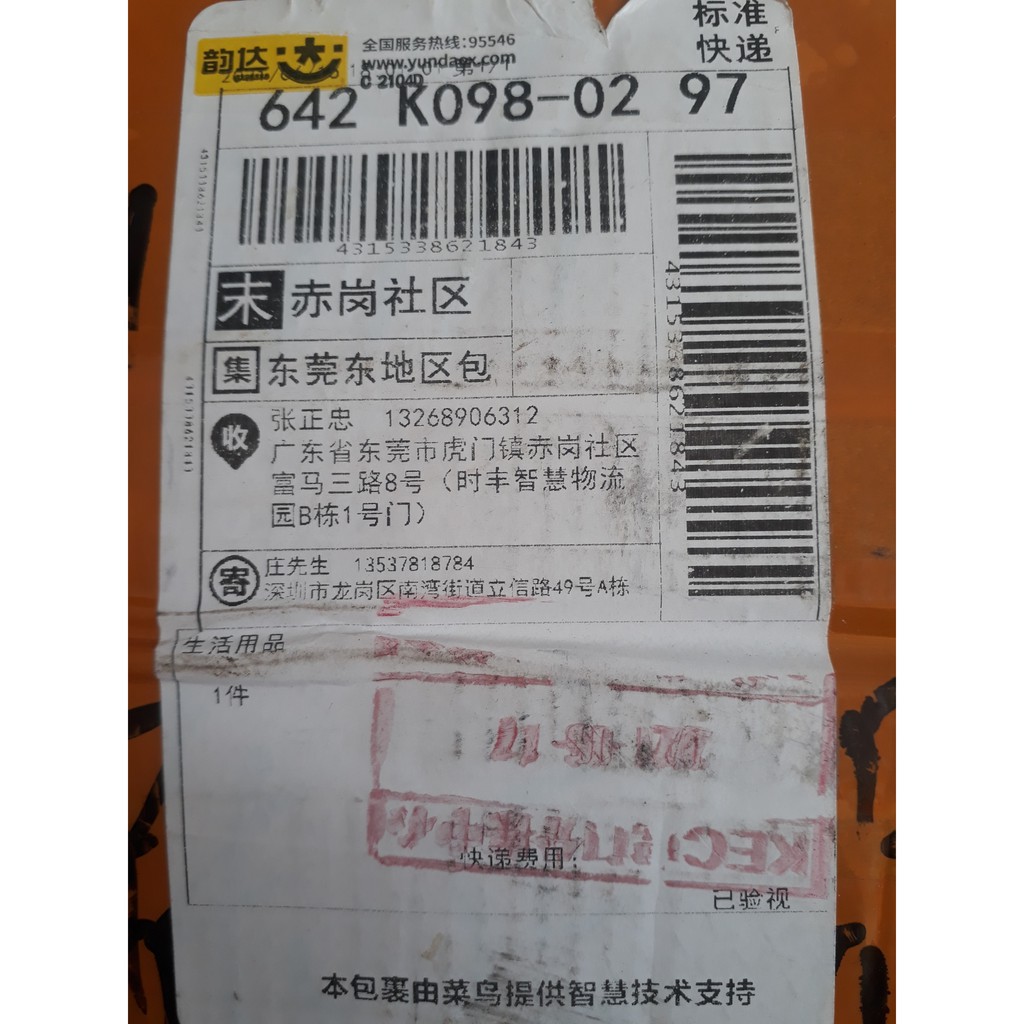 标准
快递
韵达
全国服务热线:95546
www.yundaex.com
C 2104D
642 K098-02 97
4315338621843
4315338621843
末 赤岗社区
集 东莞东地区包
收 张正忠 13268906312
广东省东莞市虎门镇赤岗社区
富马三路8号（时丰智慧物流
园B栋1号门）
寄 庄先生 13537818784
深圳市龙岗区南湾街道立信路49号A栋
生活用品
1件
KEC
快递费用:
已验视
本包裹由菜鸟提供智慧技术支持